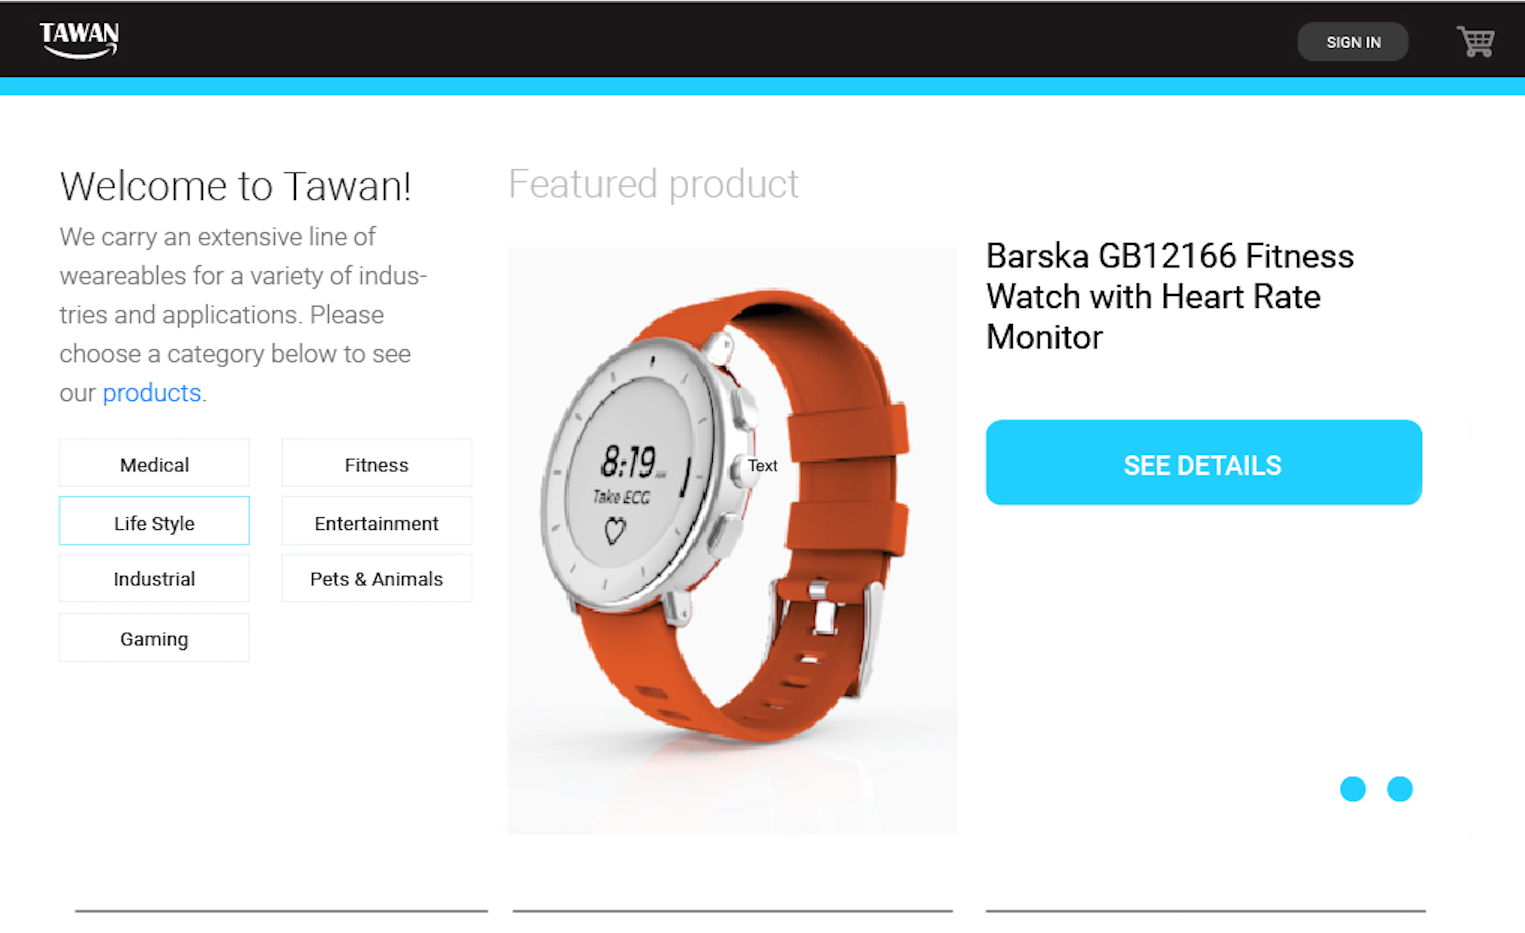 TAWAN
SIGN IN
Welcome to Tawan!
We carry an extensive line of
weareables for a variety of indus-
tries and applications. Please
choose a category below to see
our products.
Medical
Fitness
Life Style
Entertainment
Industrial
Pets & Animals
Gaming
Featured product
8:19
Take ECG
Text
Barska GB12166 Fitness
Watch with Heart Rate
Monitor
SEE DETAILS